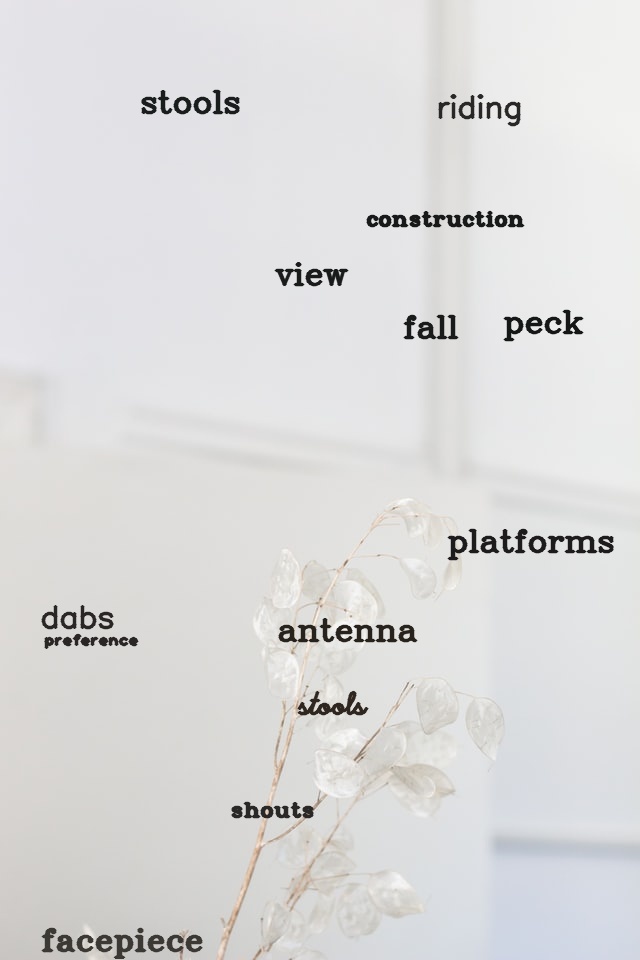 stools
riding
construction
view
fall peck
platforms
dabs
preference
antenna
stools
shouts
facepiece